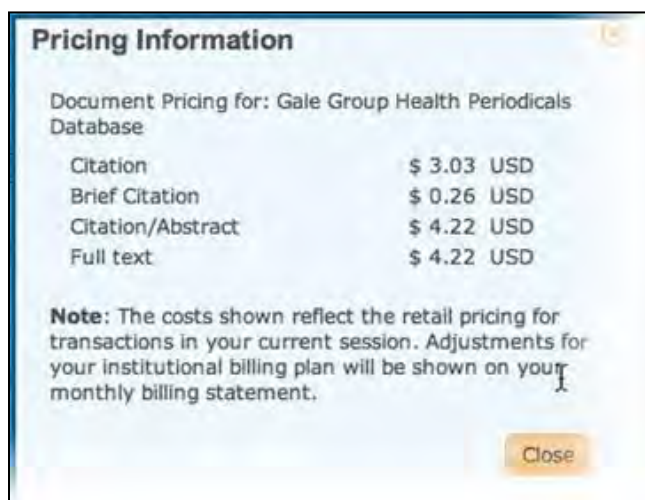 Pricing Information
Document Pricing for: Gale Group Health Periodicals
Database
Citation $ 3.03 USD
Brief Citation $ 0.26 USD
Citation/Abstract $ 4.22 USD
Full text $ 4.22 USD
Note: The costs shown reflect the retail pricing for
transactions in your current session. Adjustments for
your institutional billing plan will be shown on your
monthly billing statement.
Close